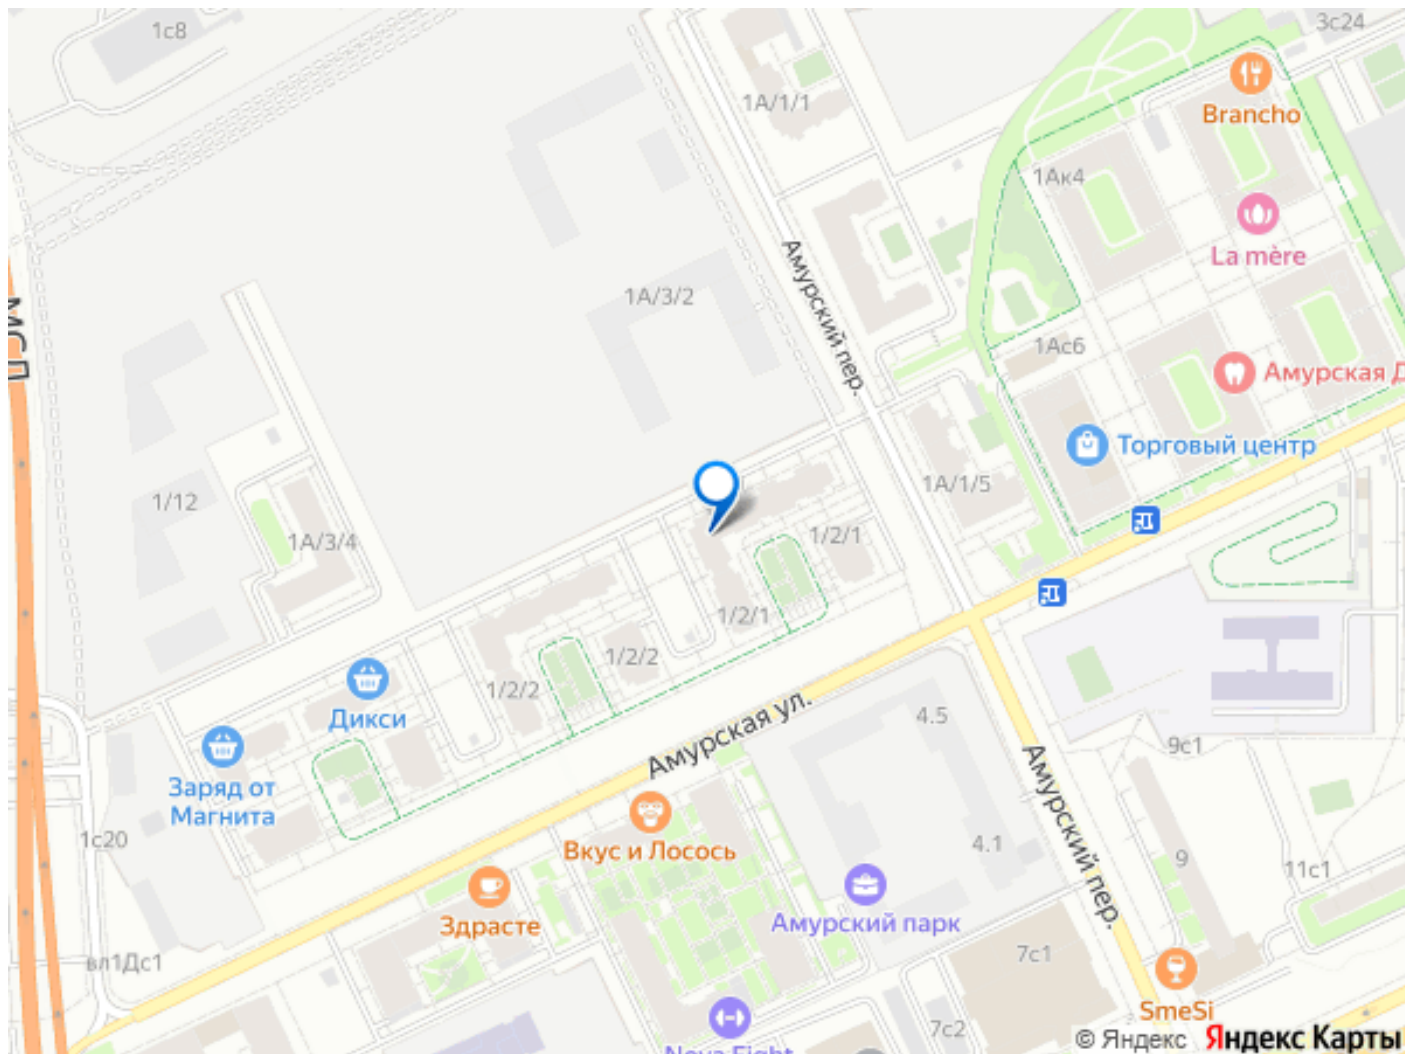 1с8
3с24
Brancho
1А/1/1
1Ак4
La mère
Амурский пер.
1А/3/2
1Ас6
Амурская Д
Торговый центр
1/12
1А/1/5
1А/3/4
1/2/1
1/2/1
1/2/2
1/2/2
Дикси
Амурская ул.
4.5
9с1
Амурский пер.
Заряд от
Магнита
1с20
Вкус и Лосось
4.1
9
11с1
Здрасте
Амурский парк
вл1Дс1
7с1
SmeSi
7с2
Nova Fight
© Яндекс Яндекс Карты